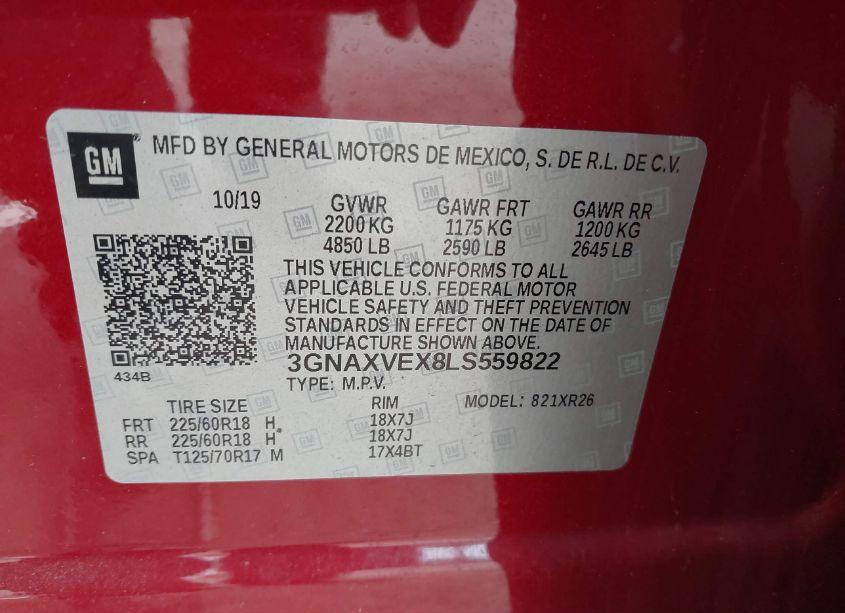 GM MFD BY GENERAL MOTORS DE MEXICO, S. DE R.L. DE C.V.
10/19 GVWR GAWR FRT GAWR RR
2200 KG 1175 KG 1200 KG
4850 LB 2590 LB 2645 LB
THIS VEHICLE CONFORMS TO ALL
APPLICABLE U.S. FEDERAL MOTOR
VEHICLE SAFETY AND THEFT PREVENTION
STANDARDS IN EFFECT ON THE DATE OF
MANUFACTURE SHOWN ABOVE.
3GNAXVEX8LS559822
434B TYPE: M.P.V.
TIRE SIZE RIM MODEL: 821XR26
FRT 225/60R18 H 18X7J
RR 225/60R18 H 18X7J
SPA T125/70R17 M 17X4BT